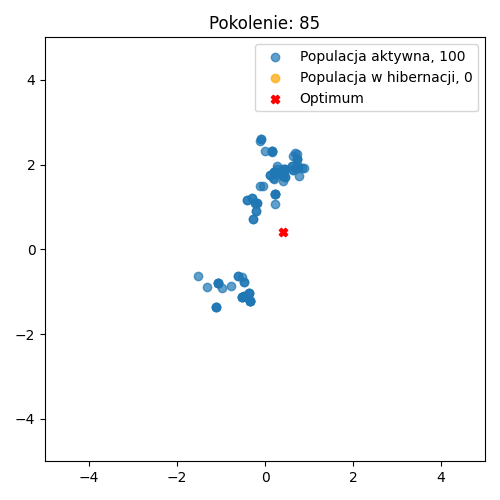 Pokolenie: 85
Populacja aktywna, 100
Populacja w hibernacji, 0
Optimum
4
2
0
−2
−4
−4 −2 0 2 4